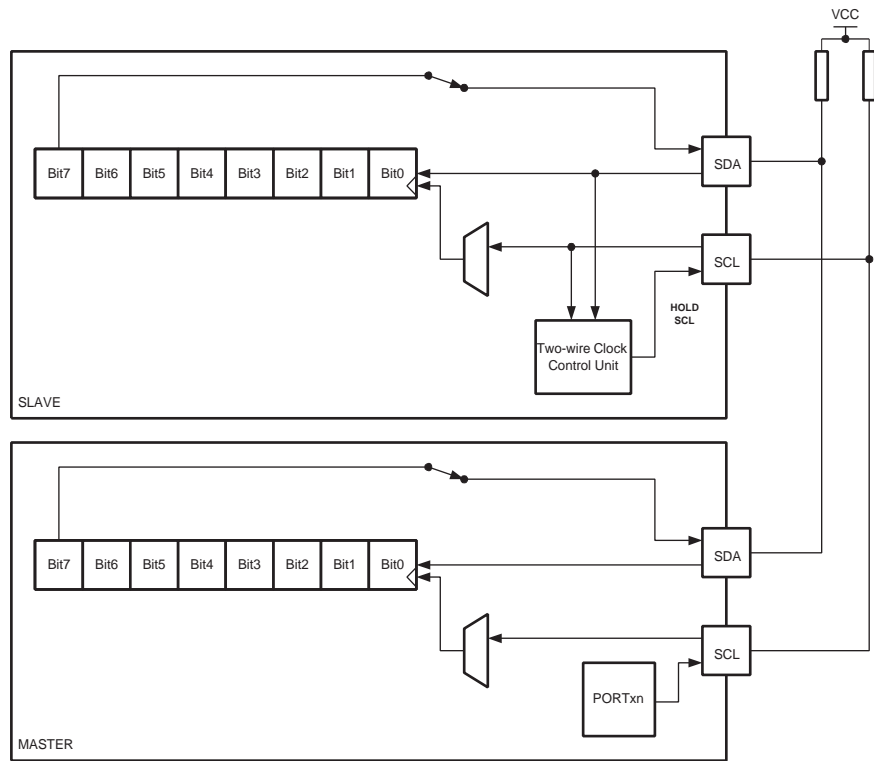 VCC
Bit7 Bit6 Bit5 Bit4 Bit3 Bit2 Bit1 Bit0
SDA
SCL
HOLD
SCL
Two-wire Clock
Control Unit
SLAVE
Bit7 Bit6 Bit5 Bit4 Bit3 Bit2 Bit1 Bit0
SDA
SCL
PORTxn
MASTER